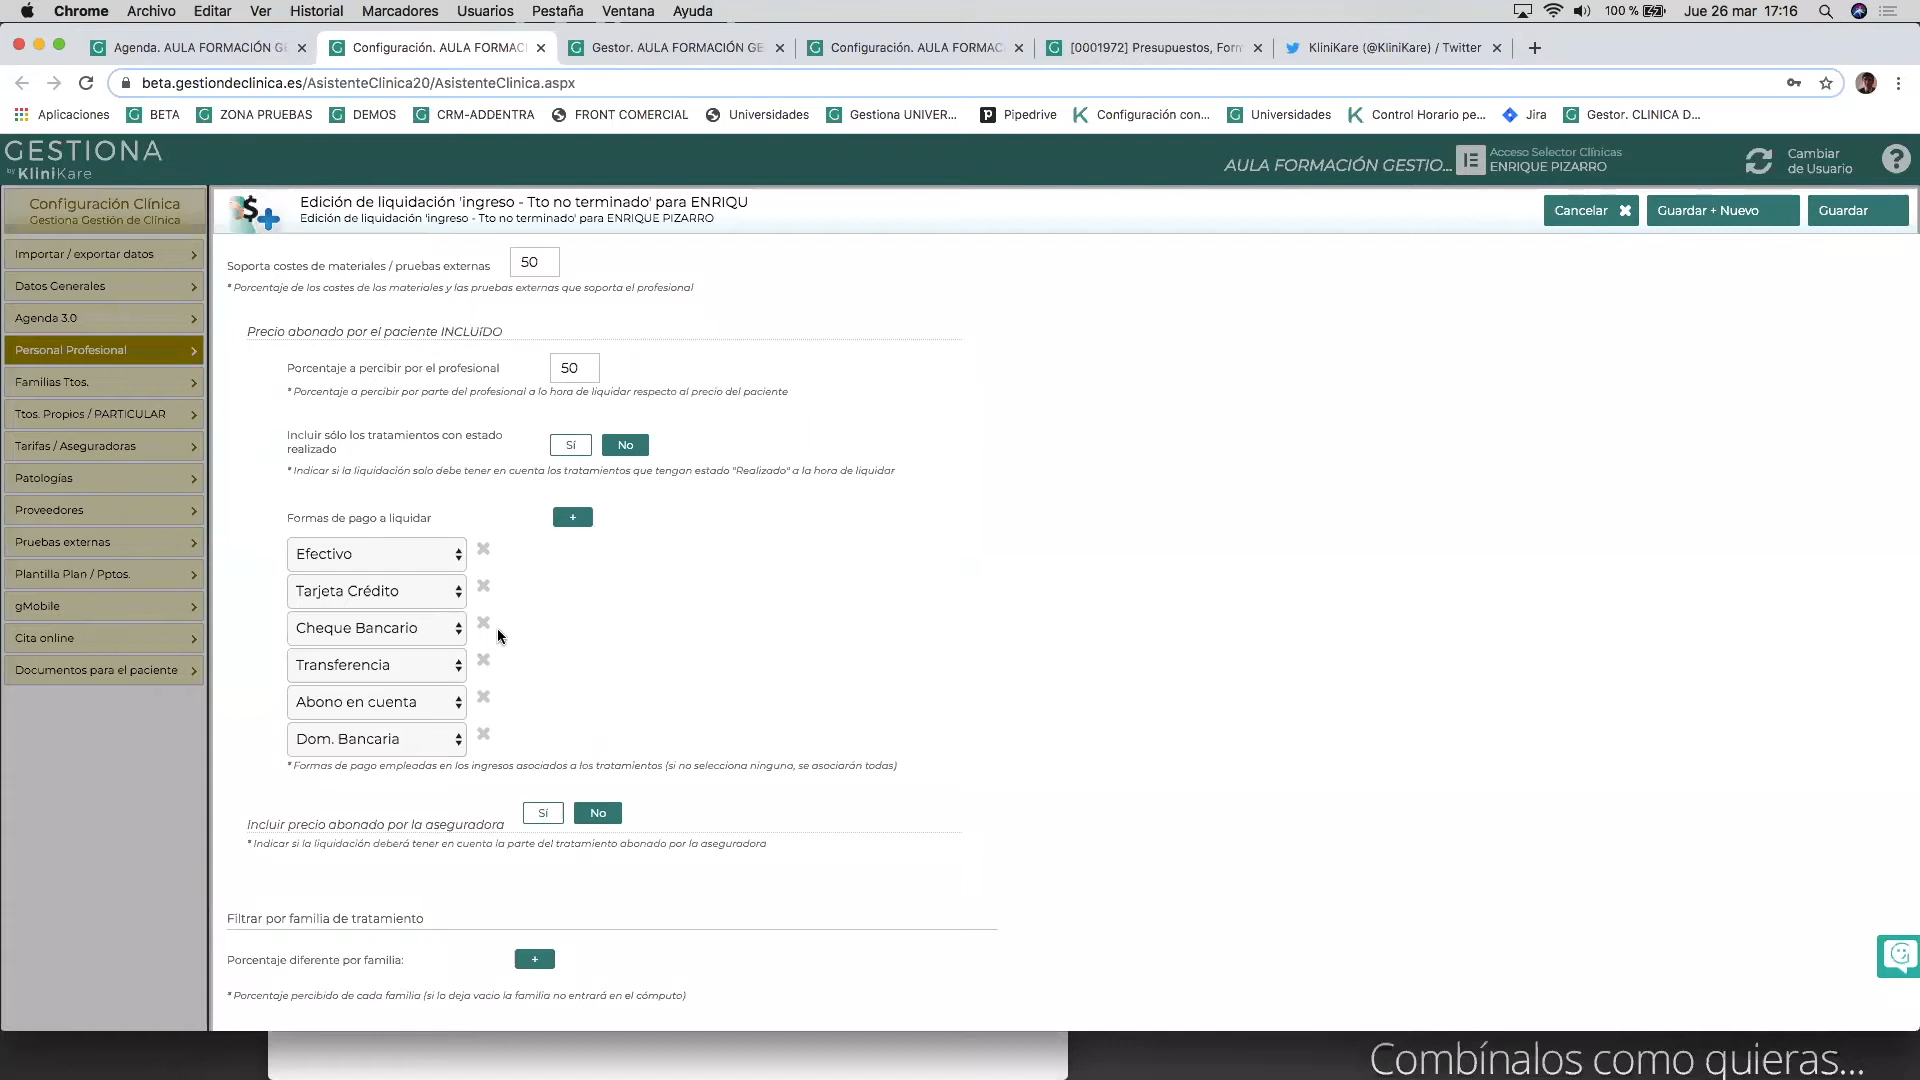 Chrome Archivo Editar Ver Historial Marcadores Usuarios Pestaña Ventana Ayuda 100 % Jue 26 mar 17:16
Agenda. AULA FORMACIÓN GE Configuración. AULA FORMAC Gestor. AULA FORMACIÓN GE Configuración. AULA FORMAC [0001972] Presupuestos, Form KliniKare (@KliniKare) / Twitter
beta.gestiondeclinica.es/AsistenteClinica20/AsistenteClinica.aspx
Aplicaciones BETA ZONA PRUEBAS DEMOS CRM-ADDENTRA FRONT COMERCIAL Universidades Gestiona UNIVER... Pipedrive Configuración con... Universidades Control Horario pe... Jira Gestor. CLINICA D...
GESTIONA
by KliniKare
AULA FORMACIÓN GESTIO...
Acceso Selector Clínicas
ENRIQUE PIZARRO
Cambiar
de Usuario
Configuración Clínica
Gestiona Gestión de Clínica
Importar / exportar datos
Datos Generales
Agenda 3.0
Personal Profesional
Familias Ttos.
Ttos. Propios / PARTICULAR
Tarifas / Aseguradoras
Patologías
Proveedores
Pruebas externas
Plantilla Plan / Pptos.
gMobile
Cita online
Documentos para el paciente
Edición de liquidación 'ingreso - Tto no terminado' para ENRIQU
Edición de liquidación 'ingreso - Tto no terminado' para ENRIQUE PIZARRO
Cancelar Guardar + Nuevo Guardar
Soporta costes de materiales / pruebas externas 50
* Porcentaje de los costes de los materiales y las pruebas externas que soporta el profesional
Precio abonado por el paciente INCLUíDO
Porcentaje a percibir por el profesional 50
* Porcentaje a percibir por parte del profesional a lo hora de liquidar respecto al precio del paciente
Incluir sólo los tratamientos con estado
realizado
Sí No
* Indicar si la liquidación solo debe tener en cuenta los tratamientos que tengan estado "Realizado" a la hora de liquidar
Formas de pago a liquidar +
Efectivo
Tarjeta Crédito
Cheque Bancario
Transferencia
Abono en cuenta
Dom. Bancaria
* Formas de pago empleadas en los ingresos asociados a los tratamientos (si no selecciona ninguna, se asociarán todas)
Incluir precio abonado por la aseguradora Sí No
* Indicar si la liquidación deberá tener en cuenta la parte del tratamiento abonado por la aseguradora
Filtrar por familia de tratamiento
Porcentaje diferente por familia: +
* Porcentaje percibido de cada familia (si lo deja vacio la familia no entrará en el cómputo)
Combínalos como quieras...